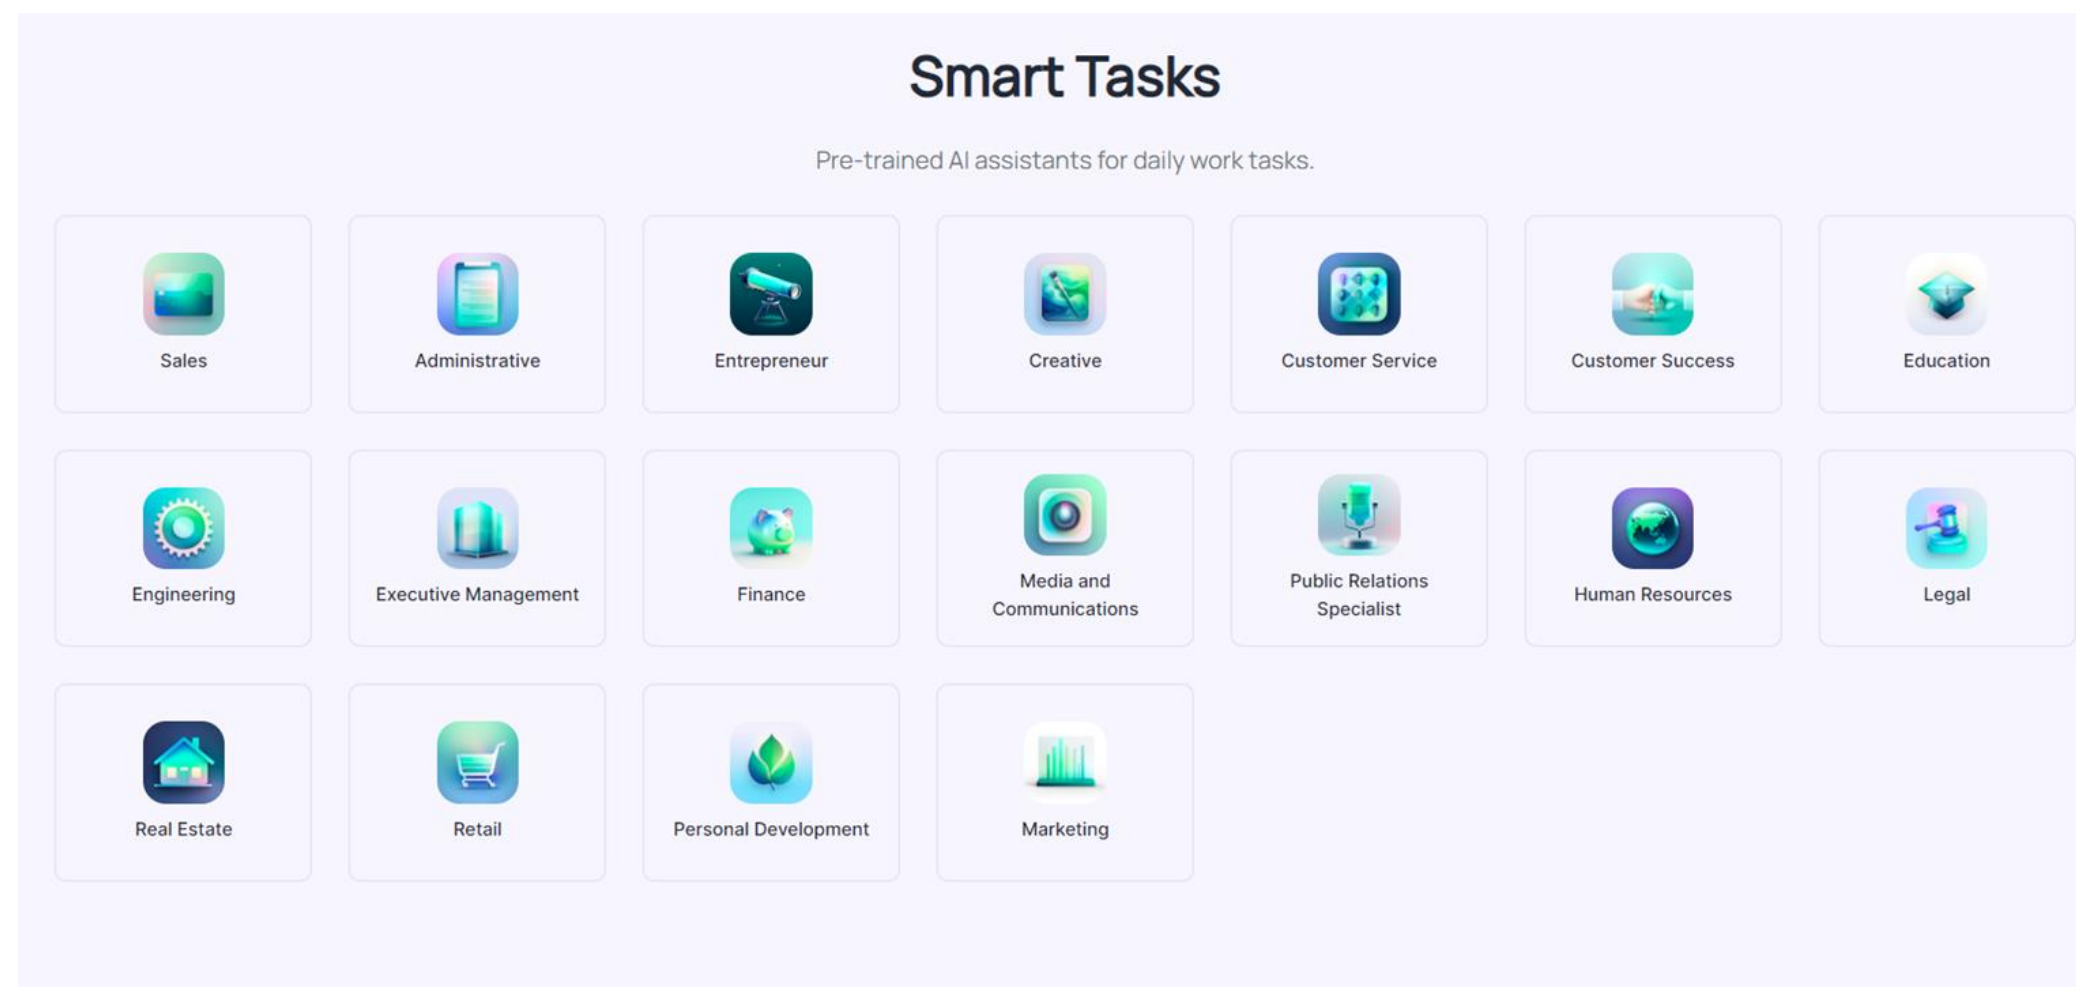 Smart Tasks
Pre-trained AI assistants for daily work tasks.
Sales
Administrative
Entrepreneur
Creative
Customer Service
Customer Success
Education
Engineering
Executive Management
Finance
Media and
Communications
Public Relations
Specialist
Human Resources
Legal
Real Estate
Retail
Personal Development
Marketing